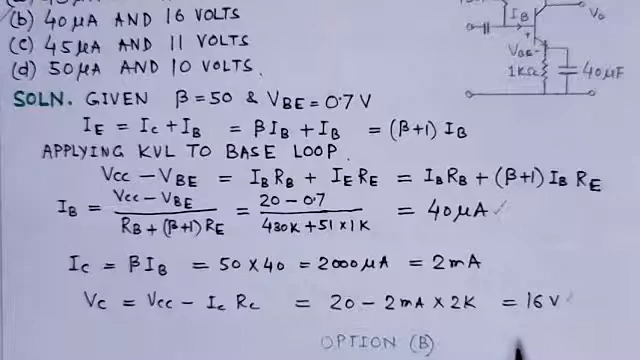 (b) 40μA AND 16 VOLTS
(c) 45μA AND 11 VOLTS
(d) 50μA AND 10 VOLTS.
IB
Vo
VBE
1KΩ
40μF
SOLN. GIVEN β=50 & VBE=0.7V
IE = IC+IB = βIB+IB = (β+1) IB
APPLYING KVL TO BASE LOOP.
VCC-VBE = IBRB + IERE = IBRB+(β+1)IB RE
IB = VCC-VBE / RB+(β+1)RE = 20-0.7 / 430K+51×1K = 40μA ✓
IC = βIB = 50×40 = 2000μA = 2mA
VC = VCC-IC RC = 20-2mA×2K = 16V
OPTION (B)